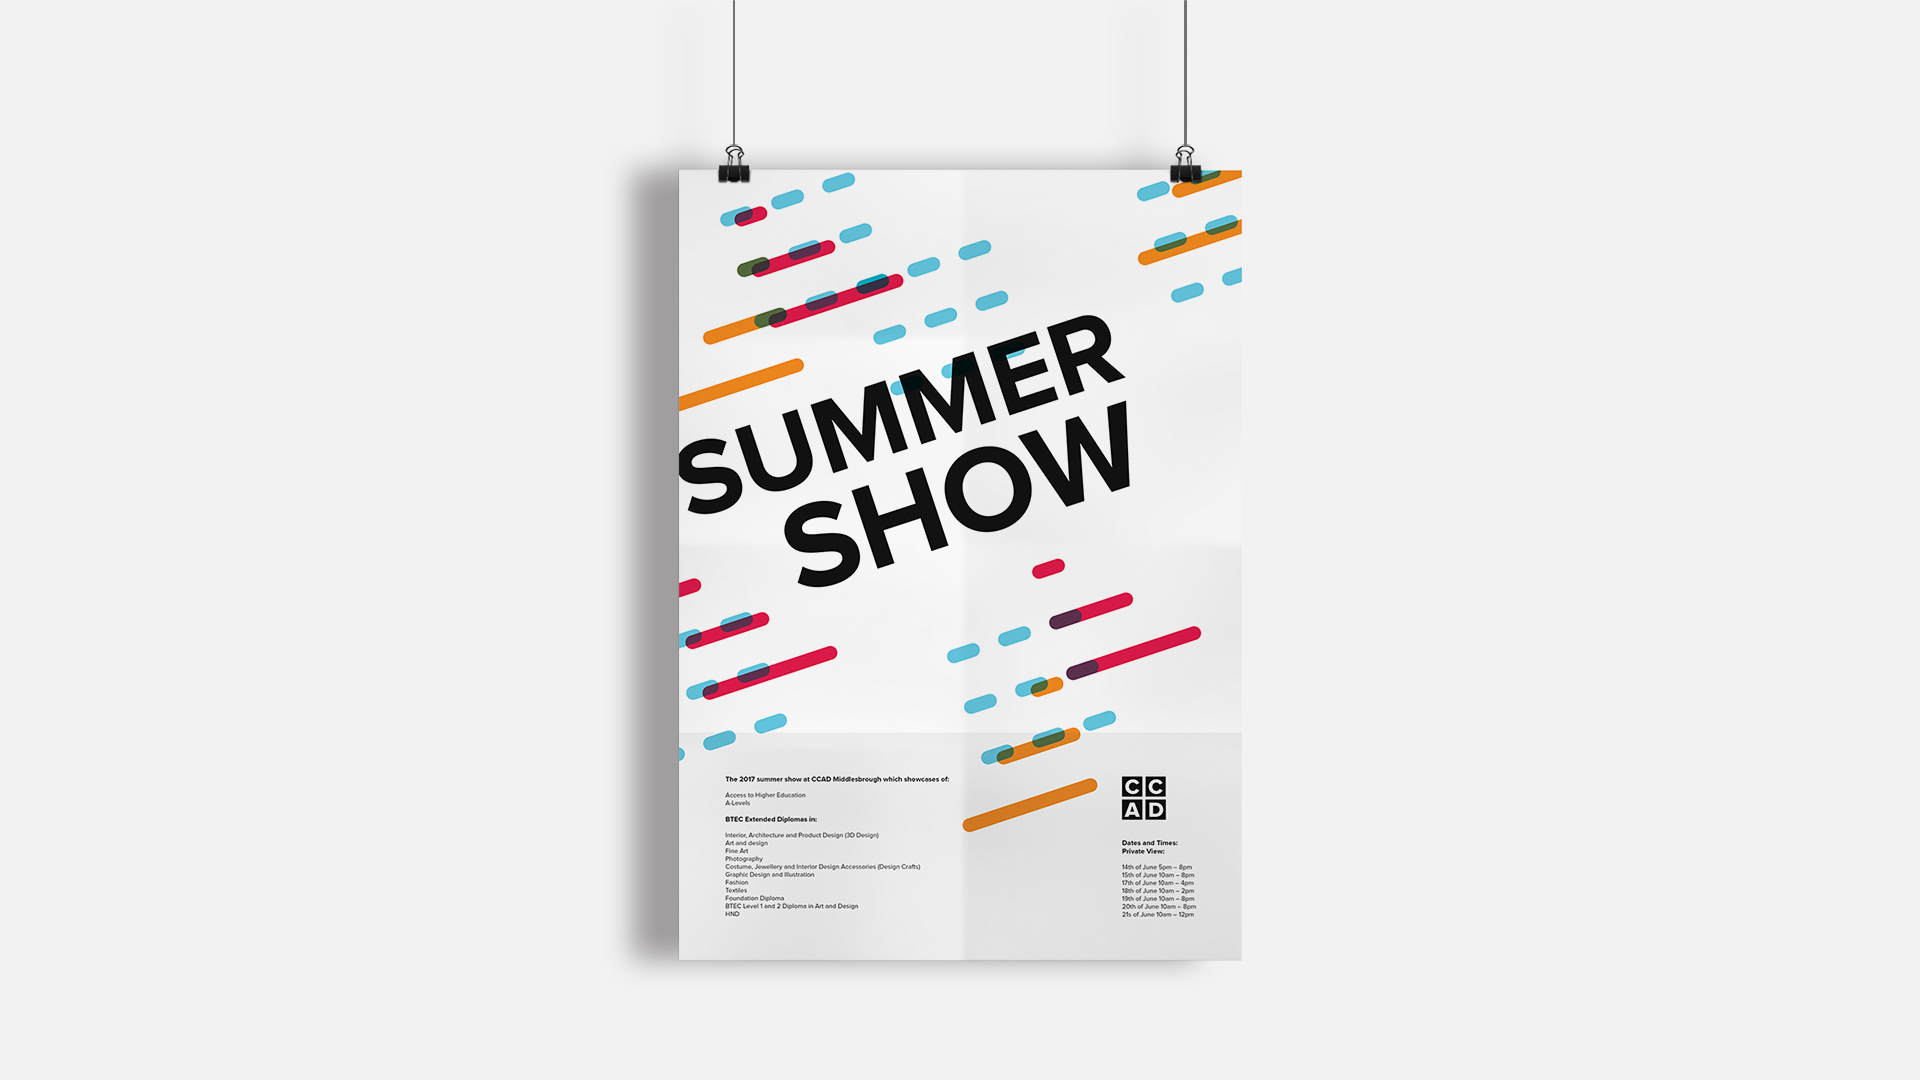 SUMMER
SHOW
The 2017 summer show at CCAD Middlesbrough which showcases of:
Access to Higher Education
A-Levels
BTEC Extended Diplomas in:
Interior, Architecture and Product Design (3D Design)
Art and design
Fine Art
Photography
Costume, Jewellery and Interior Design Accessories (Design Crafts)
Graphic Design and Illustration
Fashion
Textiles
Foundation Diploma
BTEC Level 1 and 2 Diploma in Art and Design
HND
CC
AD
Dates and Times:
Private View:
14th of June 5pm – 8pm
15th of June 10am – 8pm
17th of June 10am – 4pm
18th of June 10am – 2pm
19th of June 10am – 8pm
20th of June 10am – 8pm
21s of June 10am – 12pm